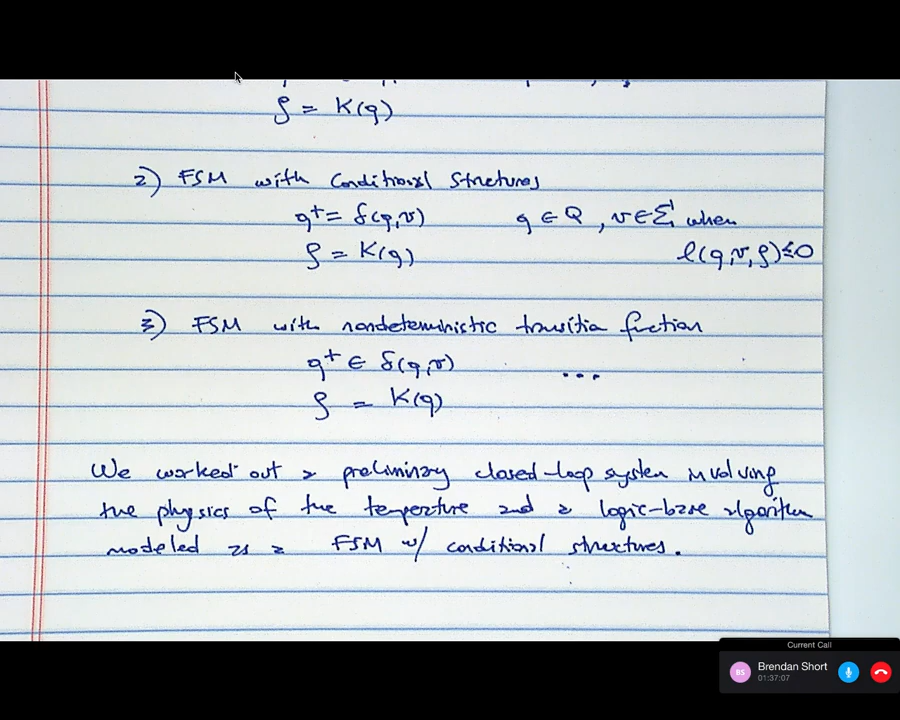 ζ = K(q)
2) FSM with Conditional Structures
q⁺ = δ(q,v) q ∈ Q , v ∈ Σ when
ζ = K(q) ℓ(q,v,ζ) ≤ 0
3) FSM with nondeterministic transitio function
q⁺ ∈ δ(q,v) ...
ζ = K(q)
We worked out a preliminary closed-loop system involving
the physics of the temperture and a logic-base algorithm
modeled as a FSM w/ conditional structures.
Current Call
BS Brendan Short
01:37:07